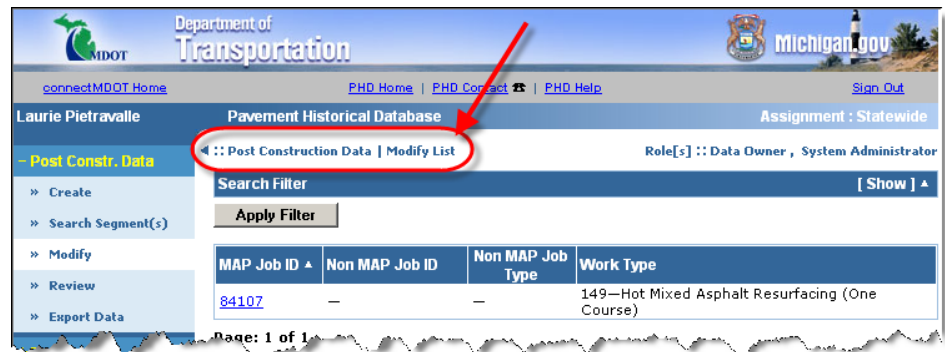 MDOT
Department of
Transportation
Michigan.gov
connectMDOT Home
PHD Home | PHD Contact ☎ | PHD Help
Sign Out
Laurie Pietravalle
Pavement Historical Database
Assignment : Statewide
◄ :: Post Construction Data | Modify List
Role[s] :: Data Owner , System Administrator
– Post Constr. Data
» Create
» Search Segment(s)
» Modify
» Review
» Export Data
Search Filter
[ Show ] ▲
Apply Filter
MAP Job ID ▲
Non MAP Job ID
Non MAP Job
Type
Work Type
84107
—
—
149—Hot Mixed Asphalt Resurfacing (One
Course)
Page: 1 of 1